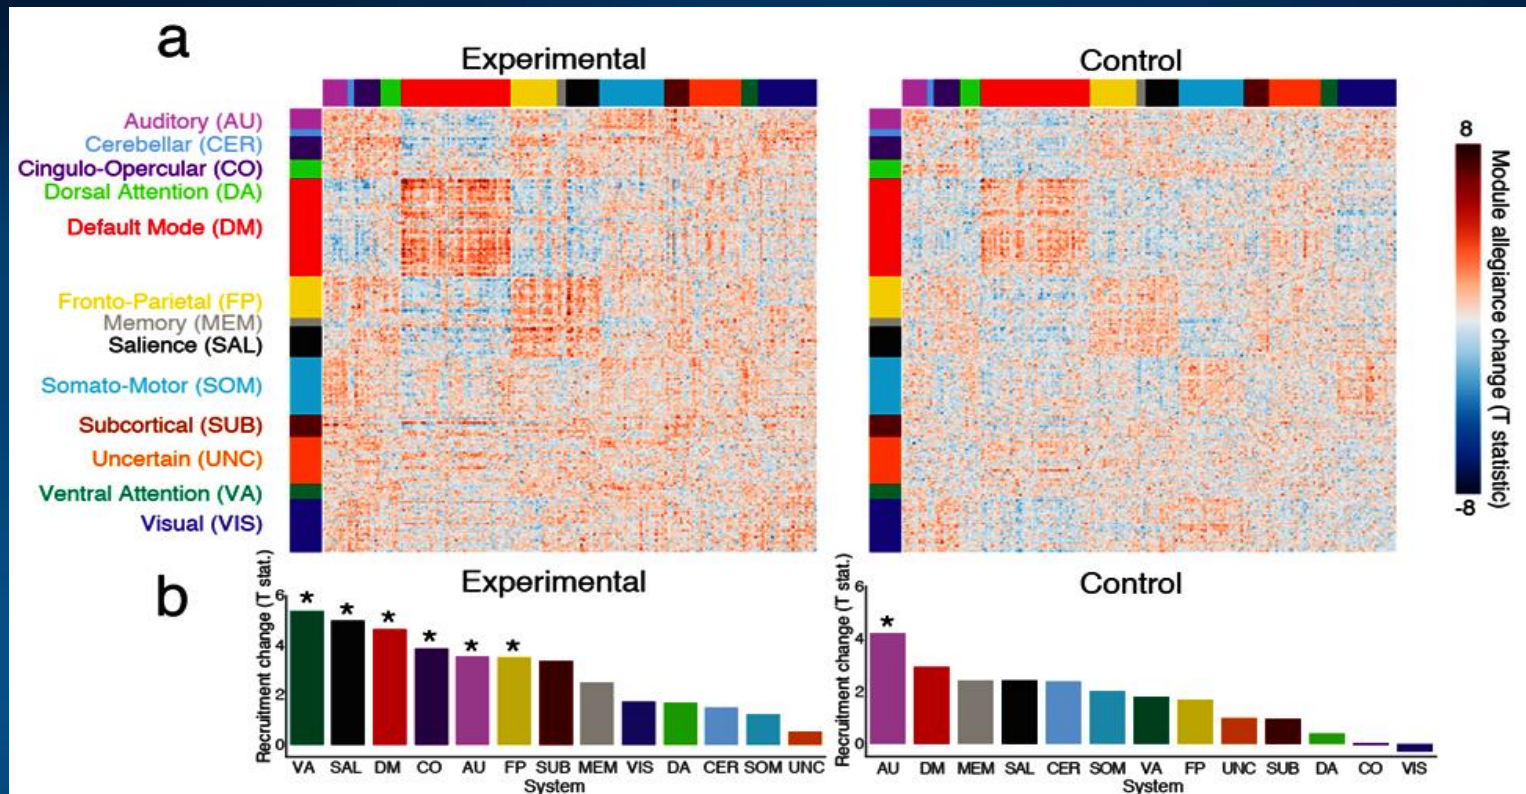 a
Experimental
Control
Auditory (AU)
Cerebellar (CER)
Cingulo-Opercular (CO)
Dorsal Attention (DA)
Default Mode (DM)
Fronto-Parietal (FP)
Memory (MEM)
Salience (SAL)
Somato-Motor (SOM)
Subcortical (SUB)
Uncertain (UNC)
Ventral Attention (VA)
Visual (VIS)
8
Module allegiance change (T statistic)
-8
b
Experimental
Recruitment change (T stat.)
6
4
2
0
* * * * * *
VA SAL DM CO AU FP SUB MEM VIS DA CER SOM UNC
System
Control
Recruitment change (T stat.)
6
4
2
0
*
AU DM MEM SAL CER SOM VA FP UNC SUB DA CO VIS
System